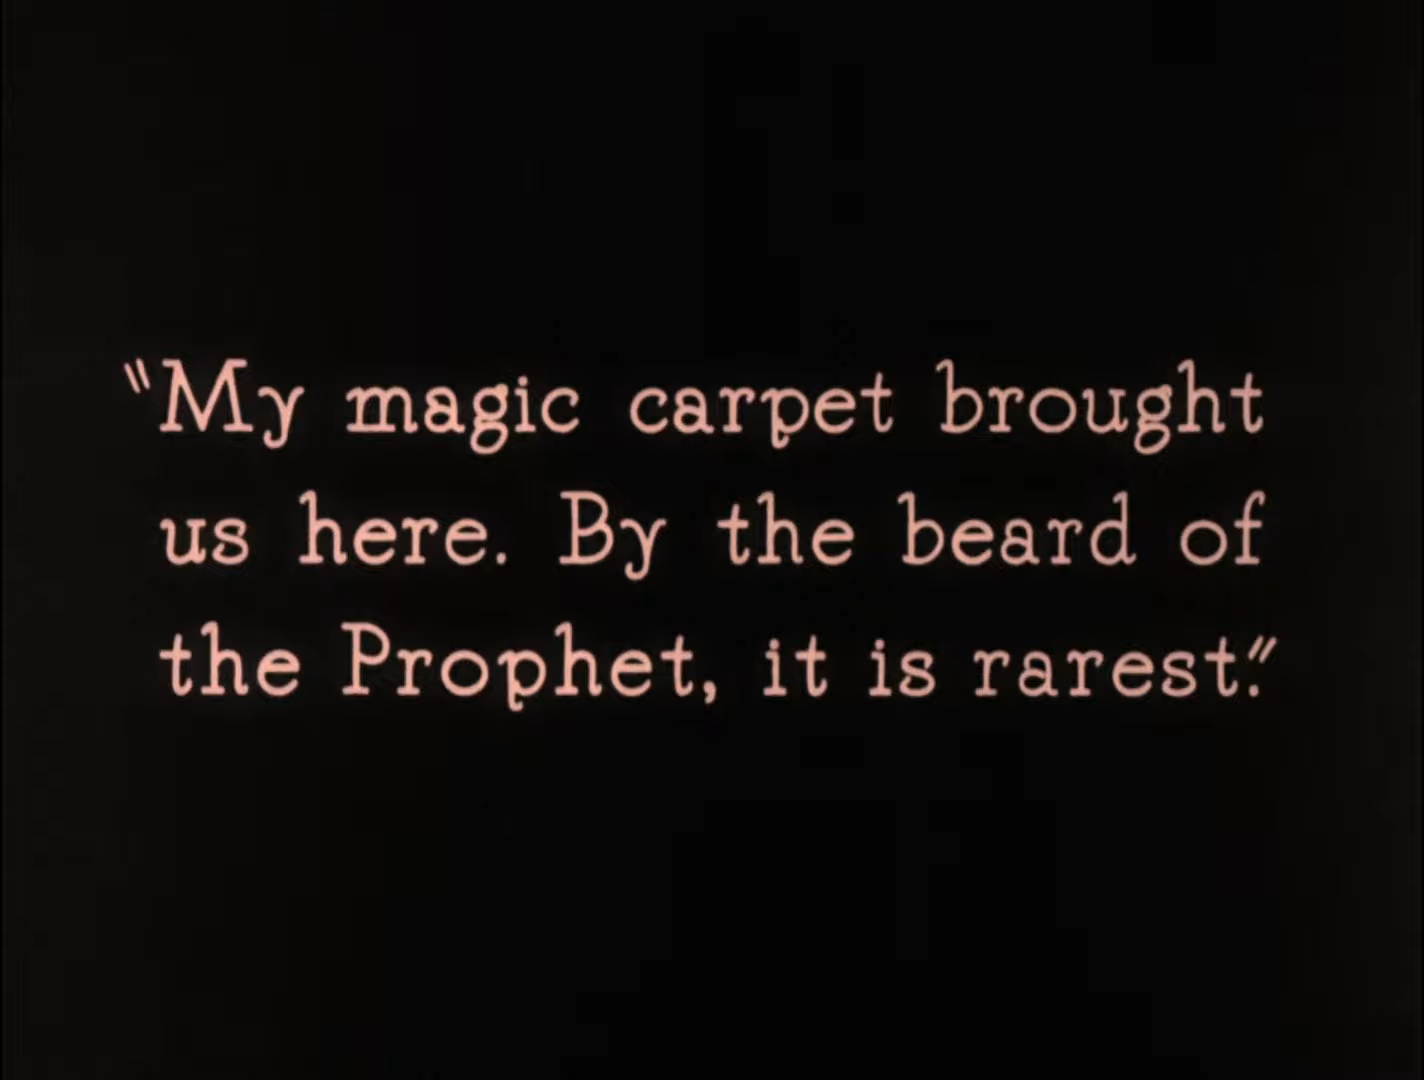 "My magic carpet brought
us here. By the beard of
the Prophet, it is rarest."